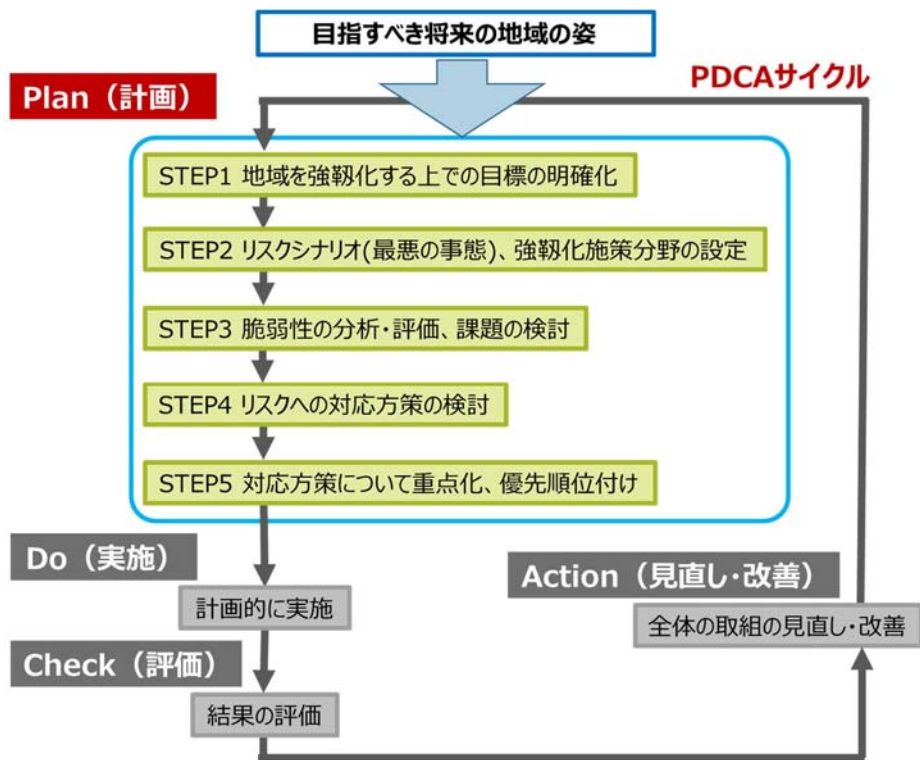 目指すべき将来の地域の姿
PDCAサイクル
Plan（計画）
STEP1 地域を強靱化する上での目標の明確化
STEP2 リスクシナリオ(最悪の事態)、強靱化施策分野の設定
STEP3 脆弱性の分析・評価、課題の検討
STEP4 リスクへの対応方策の検討
STEP5 対応方策について重点化、優先順位付け
Do（実施）
計画的に実施
Check（評価）
結果の評価
Action（見直し・改善）
全体の取組の見直し・改善